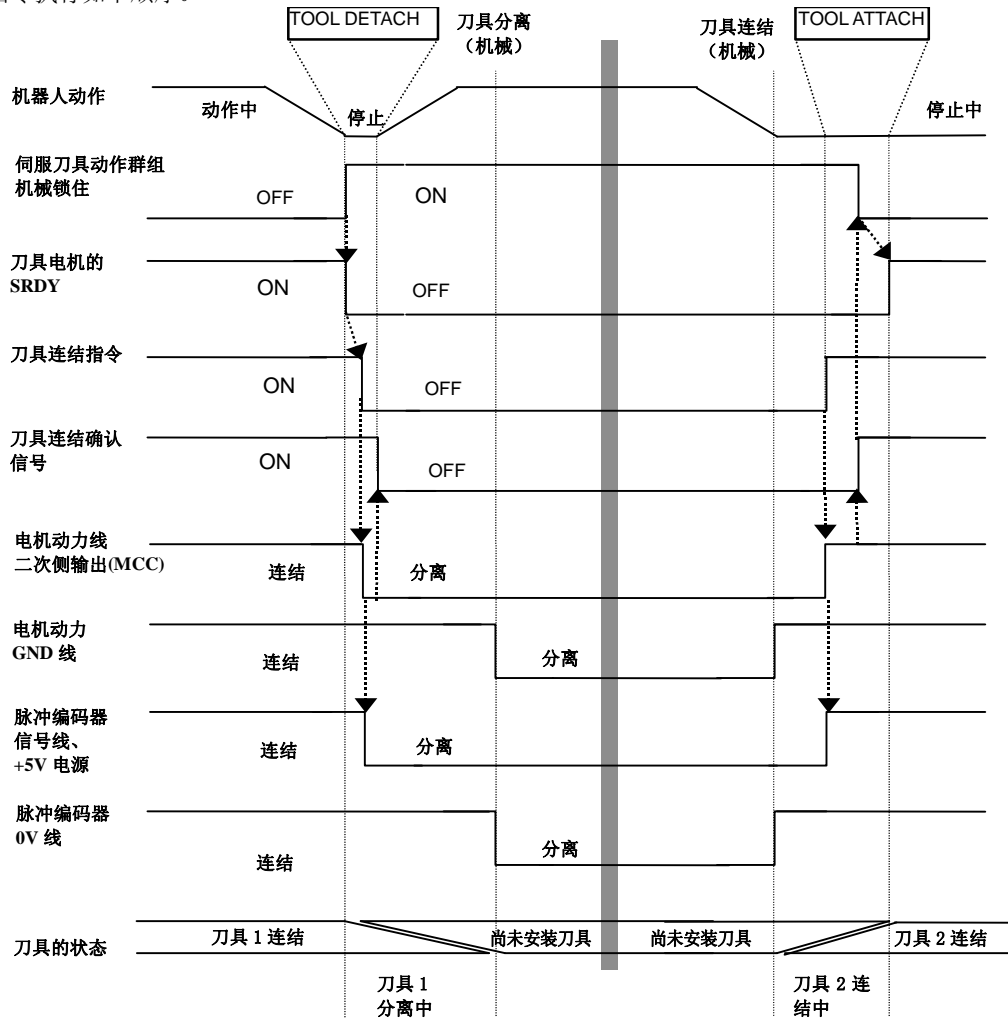 TOOL DETACH
刀具分离
（机械）
刀具连结
（机械）
TOOL ATTACH
机器人动作
动作中
停止
停止中
伺服刀具动作群组
机械锁住
OFF
ON
刀具电机的
SRDY
ON
OFF
刀具连结指令
ON
OFF
刀具连结确认
信号
ON
OFF
电机动力线
二次侧输出(MCC)
连结
分离
电机动力
GND 线
连结
分离
脉冲编码器
信号线、
+5V 电源
连结
分离
脉冲编码器
0V 线
连结
分离
刀具的状态
刀具 1 连结
尚未安装刀具
尚未安装刀具
刀具 2 连结
刀具 1
分离中
刀具 2 连
结中